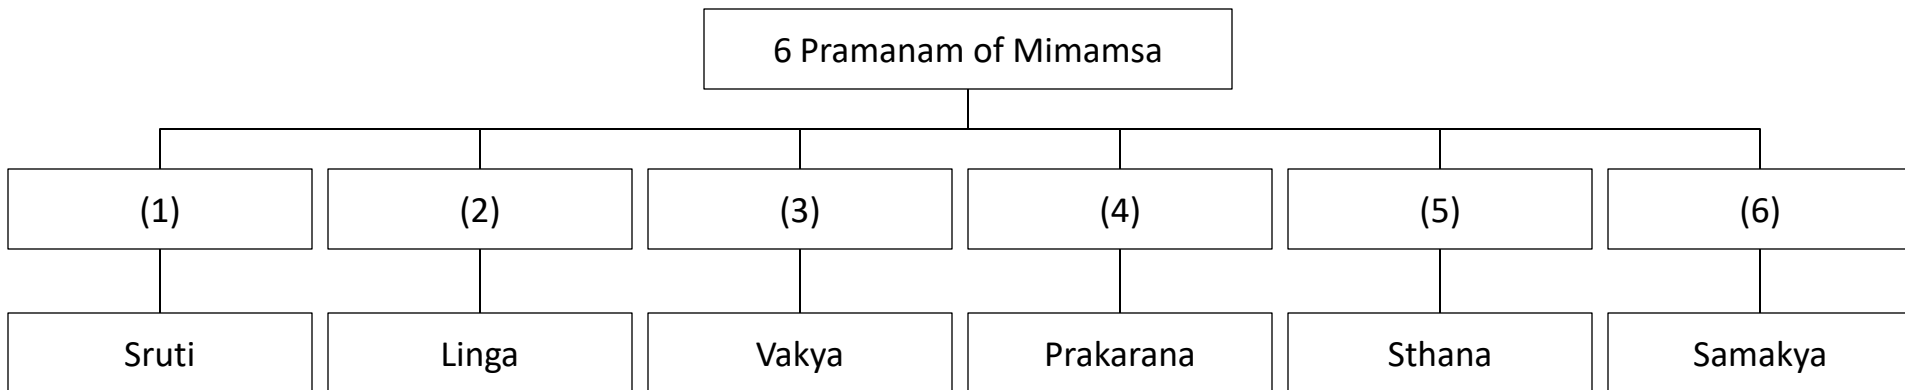 6 Pramanam of Mimamsa
(1) (2) (3) (4) (5) (6)
Sruti Linga Vakya Prakarana Sthana Samakya